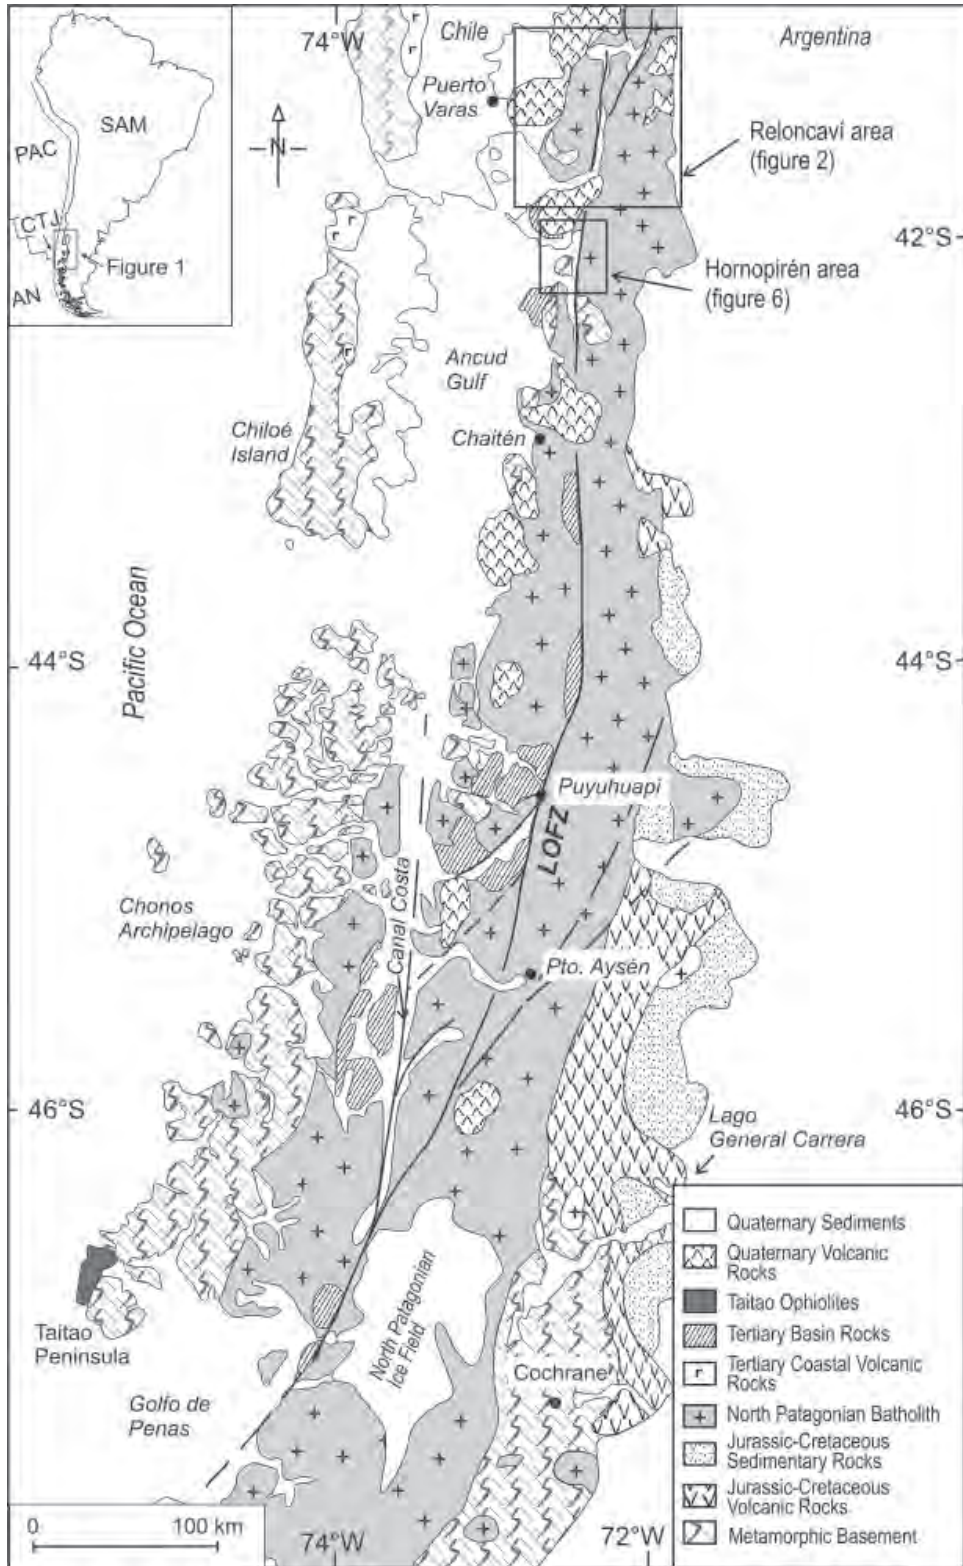 74°W
Chile
Argentina
r
Puerto
Varas
SAM
PAC
CTJ
AN
Figure 1
N
Reloncaví area
(figure 2)
42°S
Hornopirén area
(figure 6)
Ancud
Gulf
Chiloé
Island
Chaitén
Pacific Ocean
44°S
44°S
Puyuhuapi
LOFZ
Canal Costa
Chonos
Archipelago
Pto. Aysén
46°S
46°S
Lago
General Carrera
Taitao
Peninsula
North Patagonian
Ice Field
Cochrane
Golfo de
Penas
0 100 km
74°W
72°W
Quaternary Sediments
Quaternary Volcanic
Rocks
Taitao Ophiolites
Tertiary Basin Rocks
r Tertiary Coastal Volcanic
Rocks
North Patagonian Batholith
Jurassic-Cretaceous
Sedimentary Rocks
Jurassic-Cretaceous
Volcanic Rocks
Metamorphic Basement